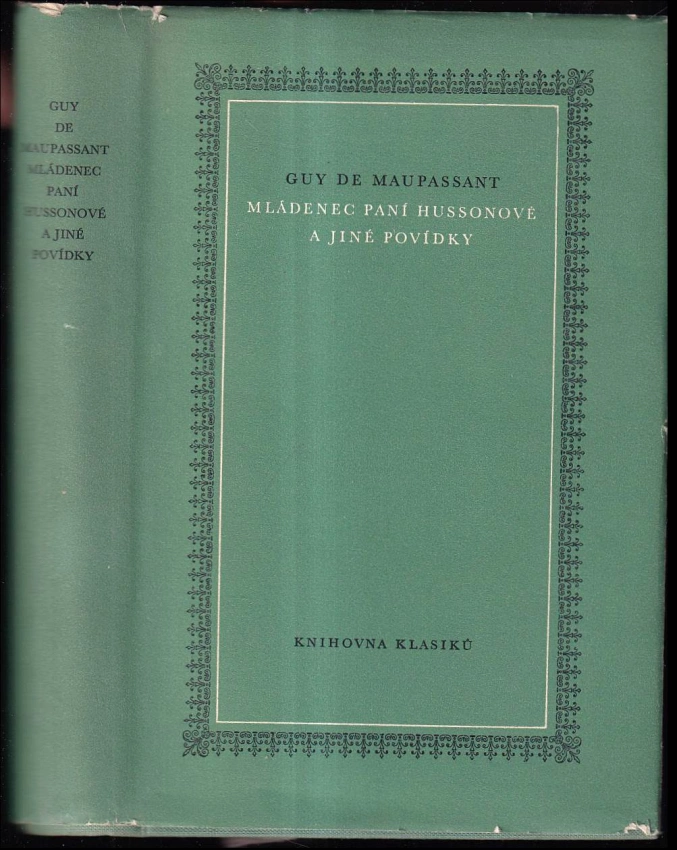 GUY
DE
MAUPASSANT
MLÁDENEC
PANÍ
HUSSONOVÉ
A JINÉ
POVÍDKY
GUY DE MAUPASSANT
MLÁDENEC PANÍ HUSSONOVÉ
A JINÉ POVÍDKY
KNIHOVNA KLASIKŮ